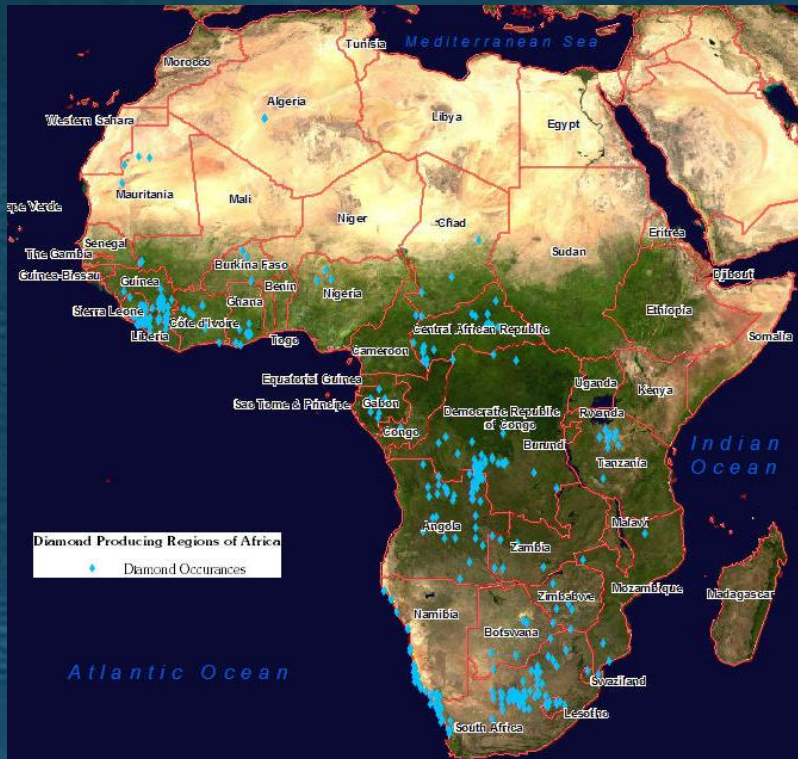 Mediterranean Sea
Tunisia
Morocco
Algeria
Libya
Egypt
Western Sahara
Mauritania
Mali
Niger
Chad
Sudan
Eritrea
ape Verde
Senegal
The Gambia
Guinea-Bissau
Guinea
Burkina Faso
Benin
Nigeria
Djibouti
Ethiopia
Somalia
Sierra Leone
Liberia
Côte d'Ivoire
Ghana
Togo
Central African Republic
Cameroon
Equatorial Guinea
Sao Tome & Principe
Gabon
Congo
Democratic Republic
of Congo
Uganda
Kenya
Rwanda
Burundi
Tanzania
Indian
Ocean
Angola
Zambia
Malawi
Mozambique
Madagascar
Zimbabwe
Namibia
Botswana
Swaziland
Lesotho
South Africa
Atlantic Ocean
Diamond Producing Regions of Africa
Diamond Occurances